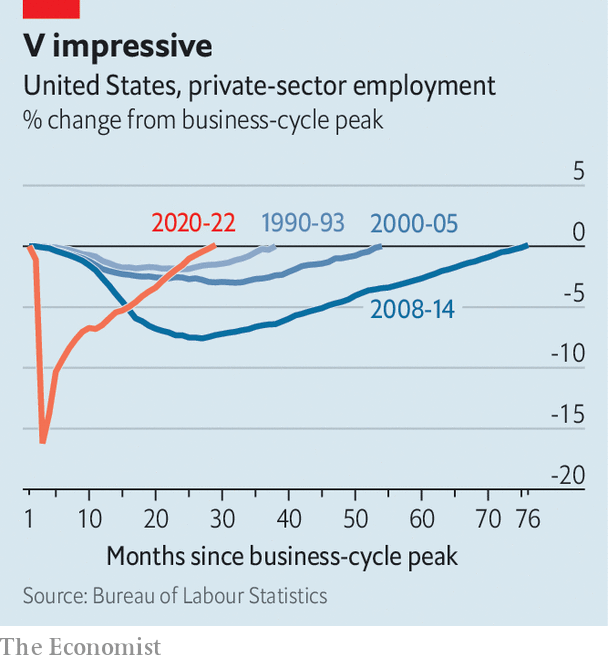 V impressive
United States, private-sector employment
% change from business-cycle peak
5
2020-22 1990-93 2000-05
0
-5
2008-14
-10
-15
-20
1 10 20 30 40 50 60 70 76
Months since business-cycle peak
Source: Bureau of Labour Statistics
The Economist